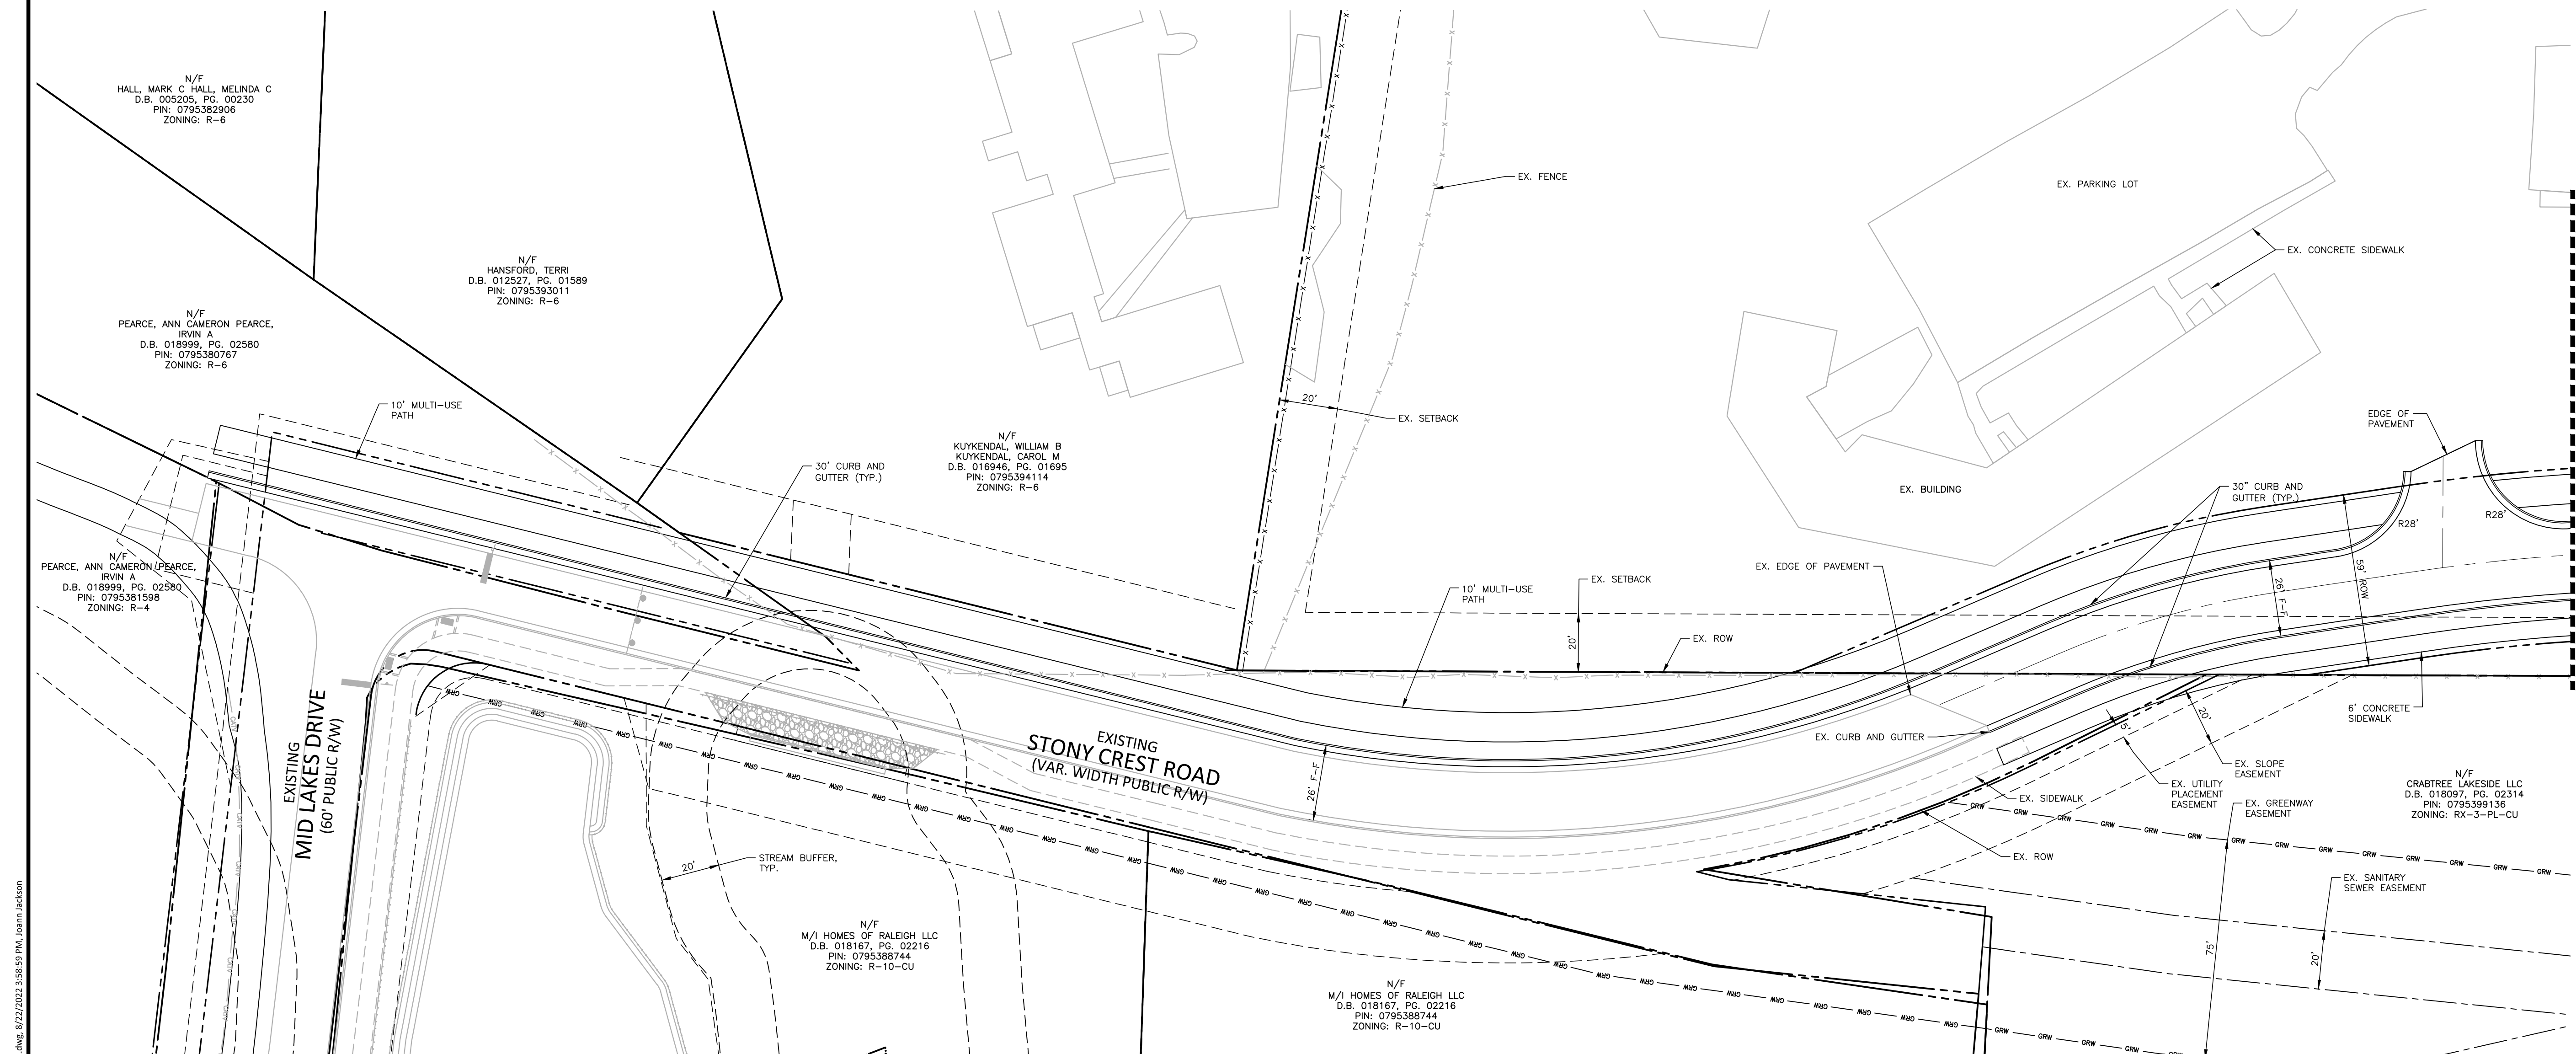 N/F
HALL, MARK C HALL, MELINDA C
D.B. 005205, PG. 00230
PIN: 0795382906
ZONING: R-6
N/F
HANSFORD, TERRI
D.B. 012527, PG. 01589
PIN: 0795393011
ZONING: R-6
N/F
PEARCE, ANN CAMERON PEARCE,
IRVIN A
D.B. 018999, PG. 02580
PIN: 0795380767
ZONING: R-6
10' MULTI-USE
PATH
30' CURB AND
GUTTER (TYP.)
N/F
KUYKENDAL, WILLIAM B
KUYKENDAL, CAROL M
D.B. 016946, PG. 01695
PIN: 0795394114
ZONING: R-6
EX. FENCE
20'
EX. SETBACK
EX. PARKING LOT
EX. CONCRETE SIDEWALK
EDGE OF
PAVEMENT
EX. BUILDING
30" CURB AND
GUTTER (TYP.)
R28'
R28'
N/F
PEARCE, ANN CAMERON PEARCE,
IRVIN A
D.B. 018999, PG. 02580
PIN: 0795381598
ZONING: R-4
10' MULTI-USE
PATH
EX. SETBACK
20'
EX. ROW
EX. EDGE OF PAVEMENT
26' F-F
59' ROW
6' CONCRETE
SIDEWALK
EXISTING
MID LAKES DRIVE
(60' PUBLIC R/W)
EXISTING
STONY CREST ROAD
(VAR. WIDTH PUBLIC R/W)
26' F-F
EX. CURB AND GUTTER
5'
20'
EX. SLOPE
EASEMENT
EX. UTILITY
PLACEMENT
EASEMENT
EX. SIDEWALK
EX. GREENWAY
EASEMENT
N/F
CRABTREE LAKESIDE LLC
D.B. 018097, PG. 02314
PIN: 0795399136
ZONING: RX-3-PL-CU
EX. ROW
STREAM BUFFER,
TYP.
20'
EX. SANITARY
SEWER EASEMENT
75'
20'
N/F
M/I HOMES OF RALEIGH LLC
D.B. 018167, PG. 02216
PIN: 0795388744
ZONING: R-10-CU
N/F
M/I HOMES OF RALEIGH LLC
D.B. 018167, PG. 02216
PIN: 0795388744
ZONING: R-10-CU
GRW
.dwg, 8/22/2022 3:58:59 PM, Joann Jackson